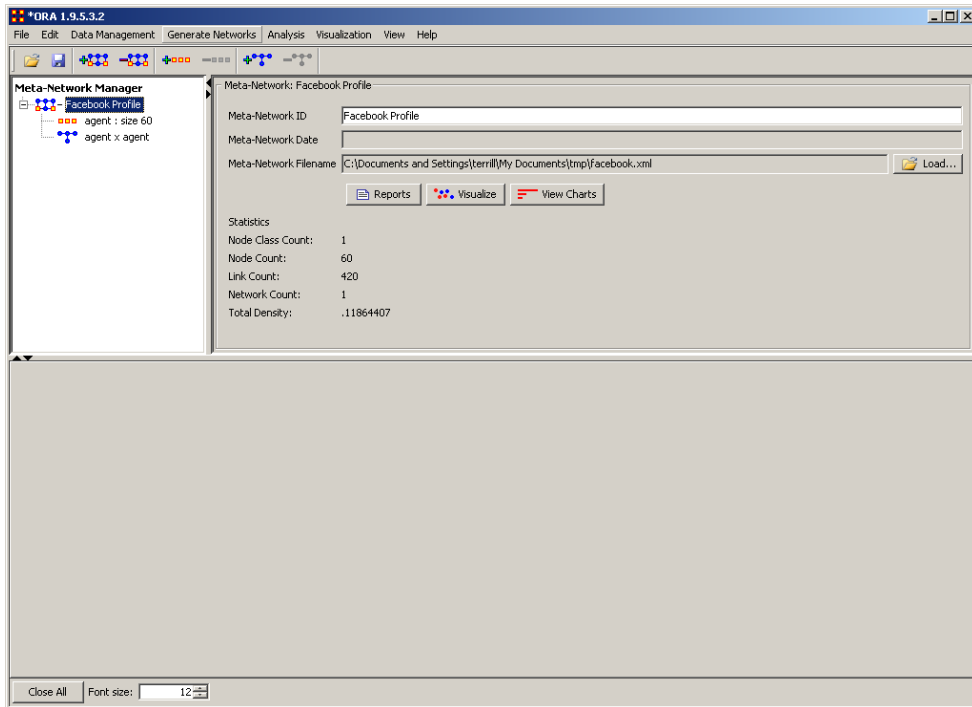 *ORA 1.9.5.3.2
File Edit Data Management Generate Networks Analysis Visualization View Help
Meta-Network Manager
Facebook Profile
agent : size 60
agent x agent
Meta-Network: Facebook Profile
Meta-Network ID Facebook Profile
Meta-Network Date
Meta-Network Filename C:\Documents and Settings\terrill\My Documents\tmp\facebook.xml Load...
Reports Visualize View Charts
Statistics
Node Class Count: 1
Node Count: 60
Link Count: 420
Network Count: 1
Total Density: .11864407
Close All Font size: 12